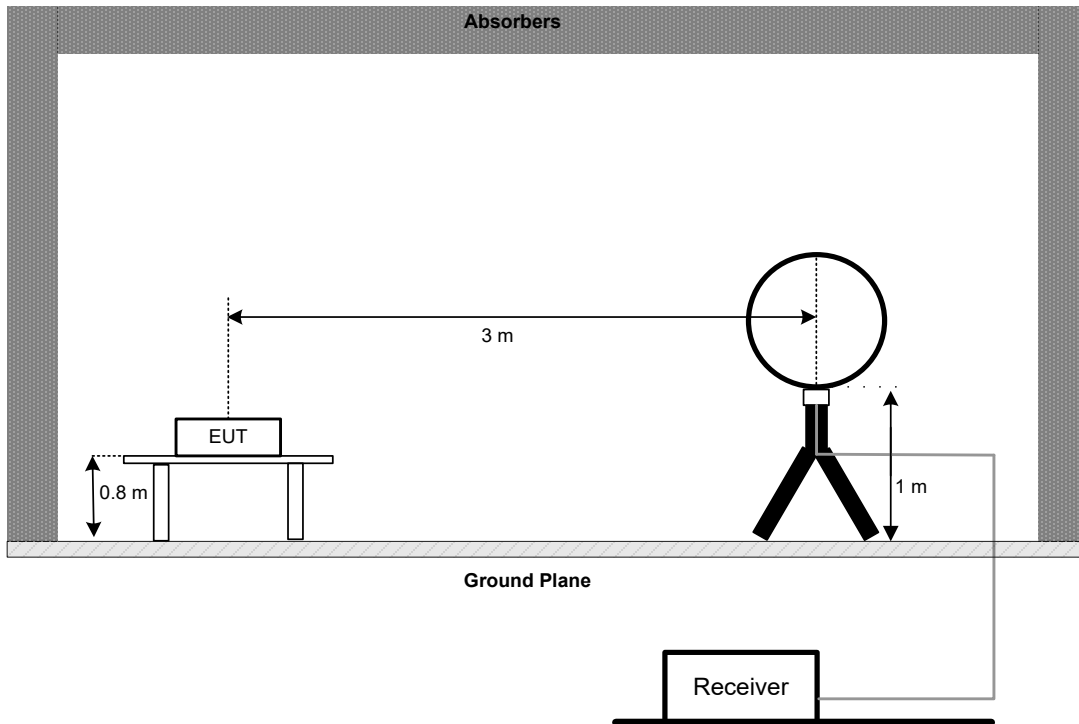 Absorbers
3 m
EUT
0.8 m
1 m
Ground Plane
Receiver